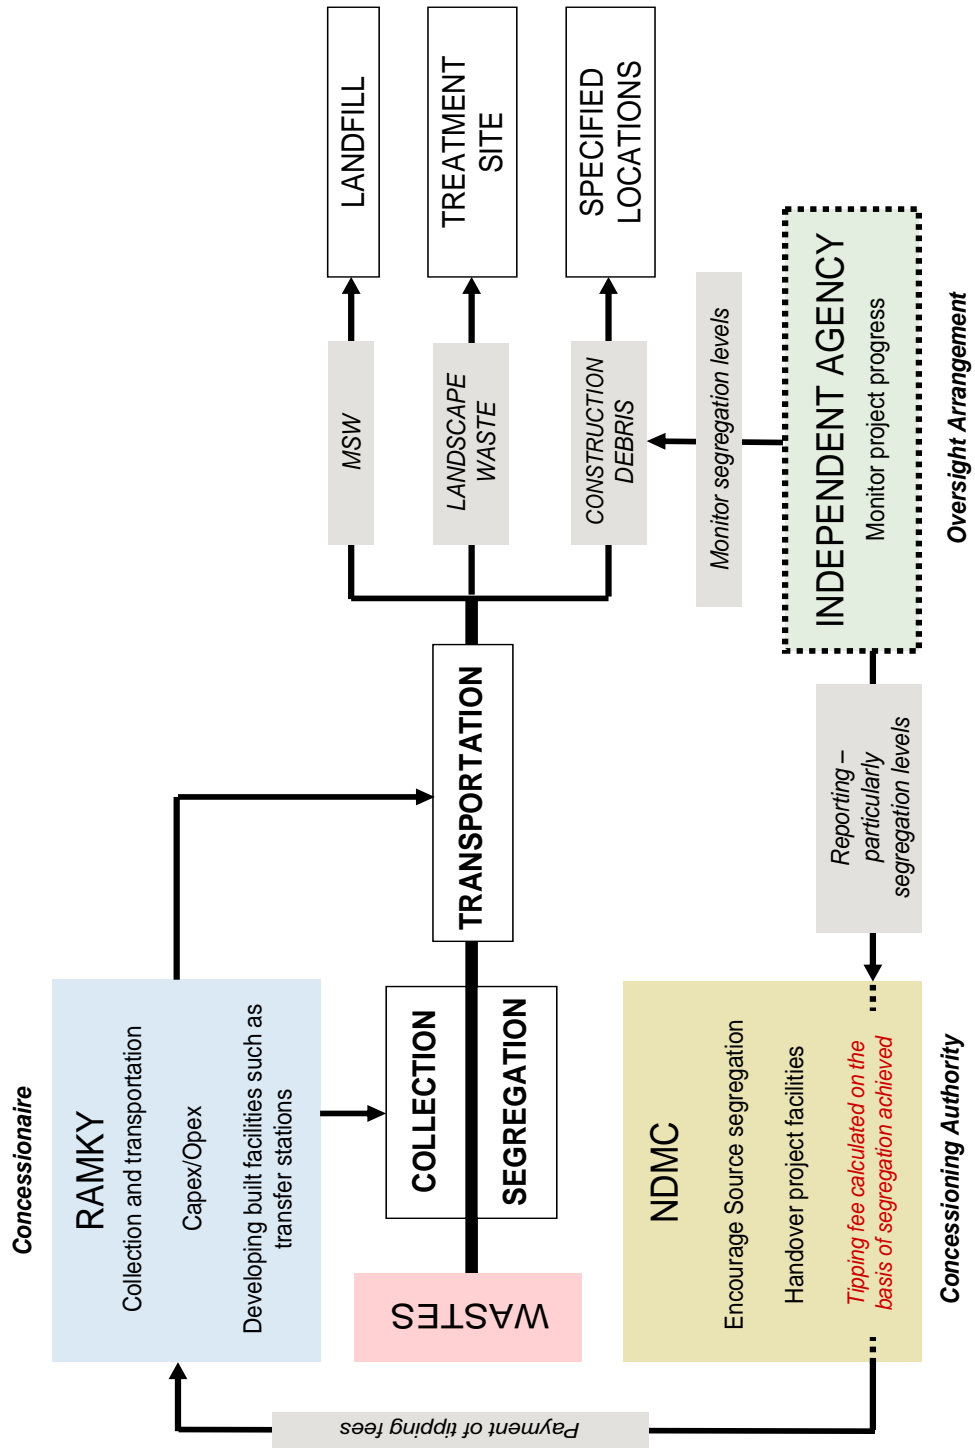 Concessionaire
RAMKY
Collection and transportation
Capex/Opex
Developing built facilities such as
transfer stations
Payment of tipping fees
WASTES
COLLECTION
SEGREGATION
TRANSPORTATION
MSW
LANDSCAPE
WASTE
CONSTRUCTION
DEBRIS
LANDFILL
TREATMENT
SITE
SPECIFIED
LOCATIONS
NDMC
Encourage Source segregation
Handover project facilities
Tipping fee calculated on the
basis of segregation achieved
Concessioning Authority
Reporting –
particularly
segregation levels
Monitor segregation levels
INDEPENDENT AGENCY
Monitor project progress
Oversight Arrangement